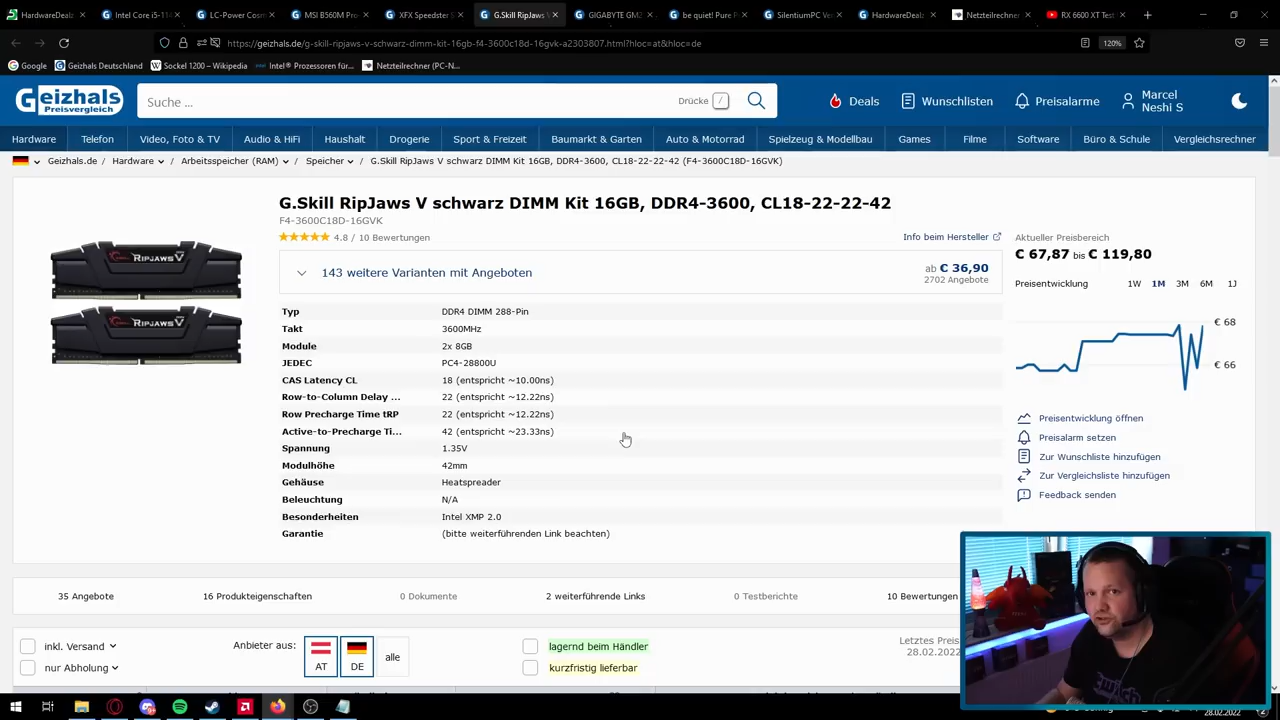 HardwareDealz
Intel Core i5-114
LC-Power Cosm
MSI B560M Pro
XFX Speedster S
G.Skill RipJaws V
GIGABYTE GM2
be quiet! Pure P
SilentiumPC Ver
HardwareDealz
Netzteilrechner
RX 6600 XT Test
https://geizhals.de/g-skill-ripjaws-v-schwarz-dimm-kit-16gb-f4-3600c18d-16gvk-a2303807.html?hloc=at&hloc=de
120%
Google
Geizhals Deutschland
Sockel 1200 – Wikipedia
Intel® Prozessoren für...
Netzteilrechner (PC-N...
Geizhals
Preisvergleich
Suche ...
Drücke /
Deals
Wunschlisten
Preisalarme
Marcel
Neshi S
Hardware
Telefon
Video, Foto & TV
Audio & HiFi
Haushalt
Drogerie
Sport & Freizeit
Baumarkt & Garten
Auto & Motorrad
Spielzeug & Modellbau
Games
Filme
Software
Büro & Schule
Vergleichsrechner
Geizhals.de / Hardware / Arbeitsspeicher (RAM) / Speicher / G.Skill RipJaws V schwarz DIMM Kit 16GB, DDR4-3600, CL18-22-22-42 (F4-3600C18D-16GVK)
G.Skill RipJaws V schwarz DIMM Kit 16GB, DDR4-3600, CL18-22-22-42
F4-3600C18D-16GVK
4.8 / 10 Bewertungen
Info beim Hersteller
RIPJAWS V
RIPJAWS V
143 weitere Varianten mit Angeboten
ab € 36,90
2702 Angebote
Typ DDR4 DIMM 288-Pin
Takt 3600MHz
Module 2x 8GB
JEDEC PC4-28800U
CAS Latency CL 18 (entspricht ~10.00ns)
Row-to-Column Delay ... 22 (entspricht ~12.22ns)
Row Precharge Time tRP 22 (entspricht ~12.22ns)
Active-to-Precharge Ti... 42 (entspricht ~23.33ns)
Spannung 1.35V
Modulhöhe 42mm
Gehäuse Heatspreader
Beleuchtung N/A
Besonderheiten Intel XMP 2.0
Garantie (bitte weiterführenden Link beachten)
Aktueller Preisbereich
€ 67,87 bis € 119,80
Preisentwicklung 1W 1M 3M 6M 1J
€ 68
€ 66
Preisentwicklung öffnen
Preisalarm setzen
Zur Wunschliste hinzufügen
Zur Vergleichsliste hinzufügen
Feedback senden
35 Angebote
16 Produkteigenschaften
0 Dokumente
2 weiterführende Links
0 Testberichte
10 Bewertungen
inkl. Versand
nur Abholung
Anbieter aus:
AT
DE
alle
lagernd beim Händler
kurzfristig lieferbar
Letztes Preis
28.02.2022
28.02.2022